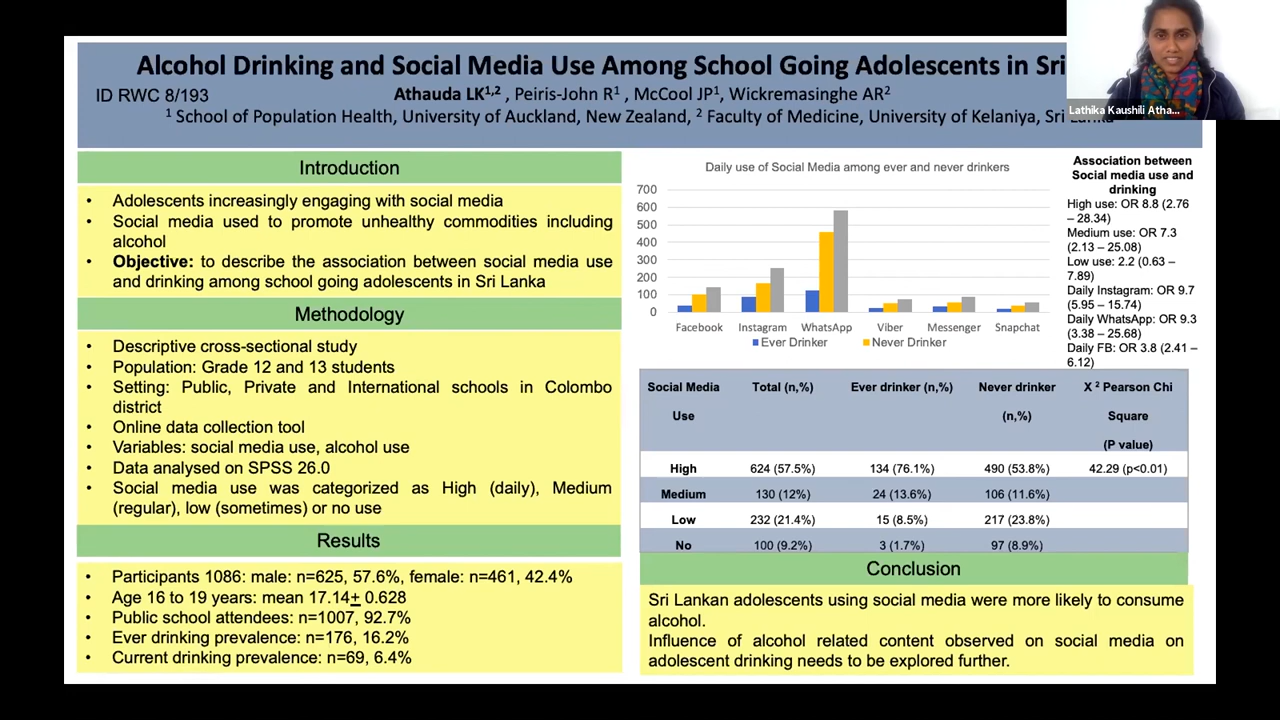 Alcohol Drinking and Social Media Use Among School Going Adolescents in Sri
ID RWC 8/193
Athauda LK1,2 , Peiris-John R1 , McCool JP1, Wickremasinghe AR2
1 School of Population Health, University of Auckland, New Zealand, 2 Faculty of Medicine, University of Kelaniya, Sri Lanka
Lathika Kaushili Atha...
Introduction
• Adolescents increasingly engaging with social media
• Social media used to promote unhealthy commodities including
alcohol
• Objective: to describe the association between social media use
and drinking among school going adolescents in Sri Lanka
Methodology
• Descriptive cross-sectional study
• Population: Grade 12 and 13 students
• Setting: Public, Private and International schools in Colombo
district
• Online data collection tool
• Variables: social media use, alcohol use
• Data analysed on SPSS 26.0
• Social media use was categorized as High (daily), Medium
(regular), low (sometimes) or no use
Results
• Participants 1086: male: n=625, 57.6%, female: n=461, 42.4%
• Age 16 to 19 years: mean 17.14± 0.628
• Public school attendees: n=1007, 92.7%
• Ever drinking prevalence: n=176, 16.2%
• Current drinking prevalence: n=69, 6.4%
Daily use of Social Media among ever and never drinkers
700
600
500
400
300
200
100
0
Facebook Instagram WhatsApp Viber Messenger Snapchat
Ever Drinker Never Drinker
Association between
Social media use and
drinking
High use: OR 8.8 (2.76
– 28.34)
Medium use: OR 7.3
(2.13 – 25.08)
Low use: 2.2 (0.63 –
7.89)
Daily Instagram: OR 9.7
(5.95 – 15.74)
Daily WhatsApp: OR 9.3
(3.38 – 25.68)
Daily FB: OR 3.8 (2.41 –
6.12)
Social Media Total (n,%) Ever drinker (n,%) Never drinker X 2 Pearson Chi
Use (n,%) Square
(P value)
High 624 (57.5%) 134 (76.1%) 490 (53.8%) 42.29 (p<0.01)
Medium 130 (12%) 24 (13.6%) 106 (11.6%)
Low 232 (21.4%) 15 (8.5%) 217 (23.8%)
No 100 (9.2%) 3 (1.7%) 97 (8.9%)
Conclusion
Sri Lankan adolescents using social media were more likely to consume
alcohol.
Influence of alcohol related content observed on social media on
adolescent drinking needs to be explored further.